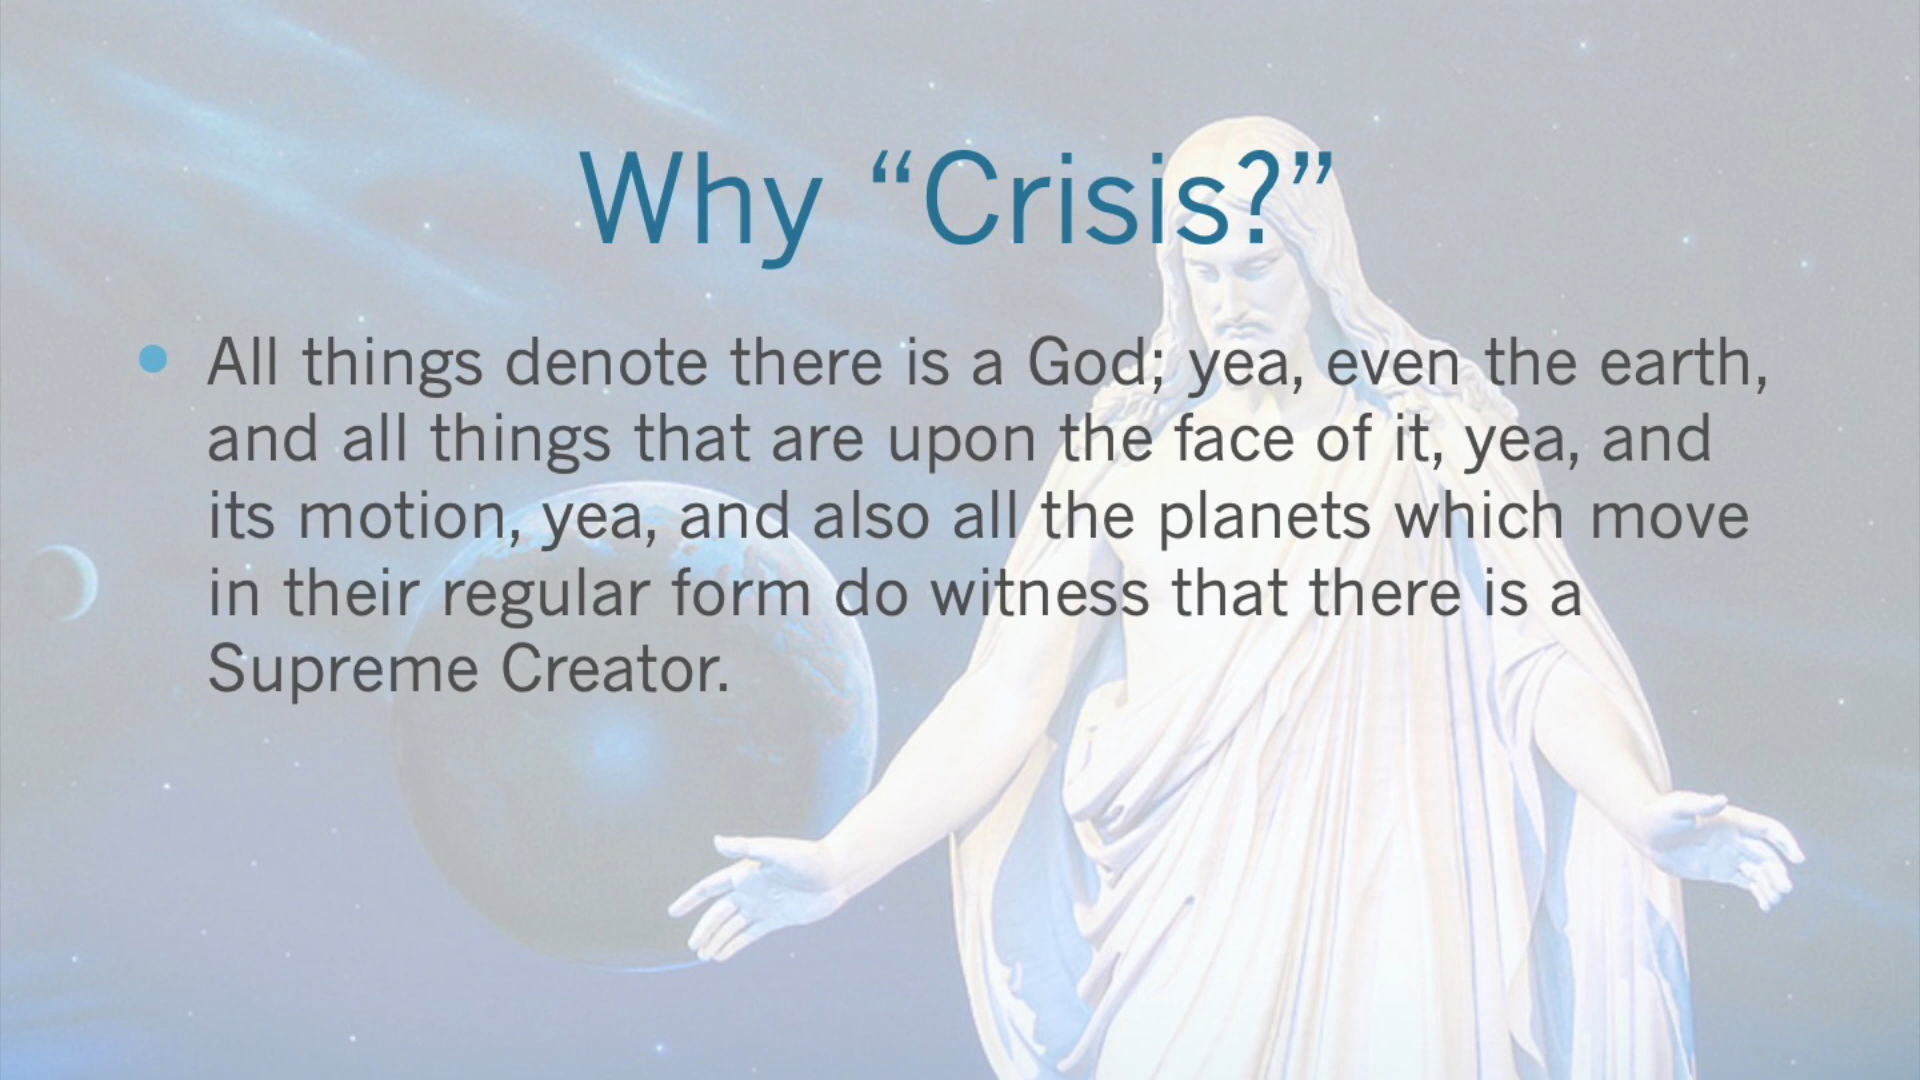 Why “Crisis?”
• All things denote there is a God; yea, even the earth,
and all things that are upon the face of it, yea, and
its motion, yea, and also all the planets which move
in their regular form do witness that there is a
Supreme Creator.